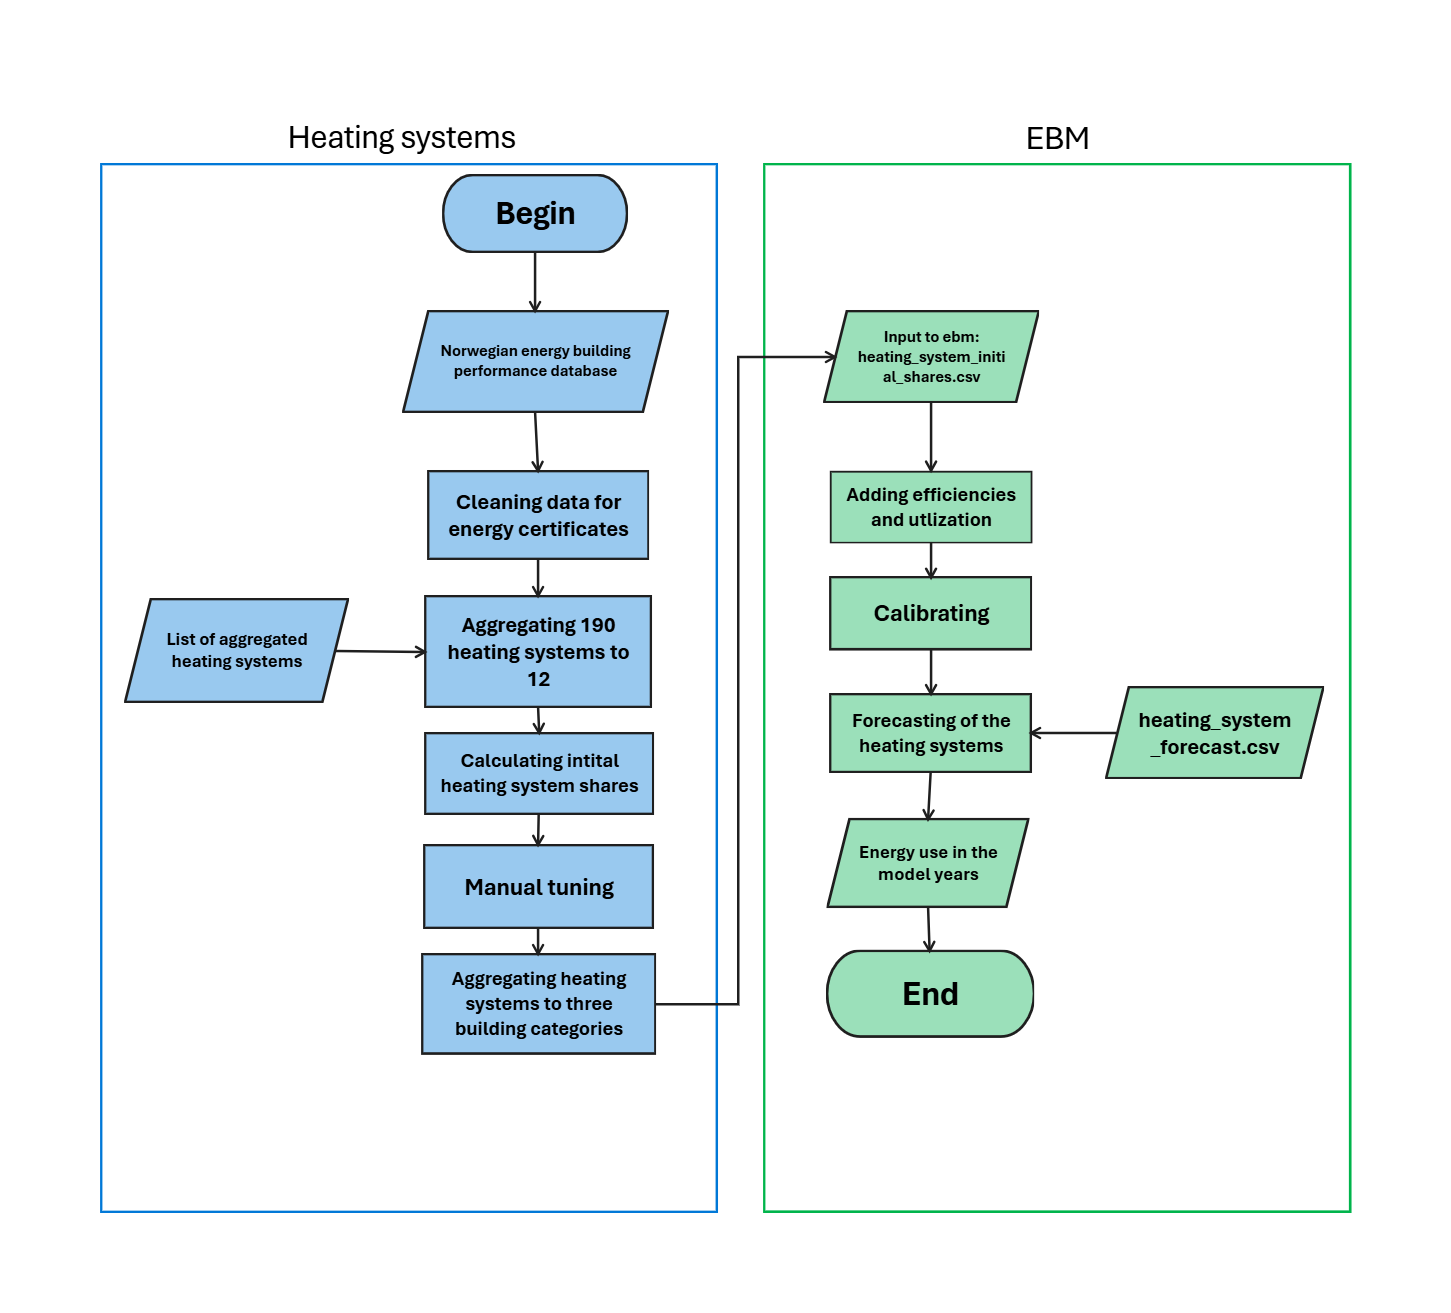 Heating systems
Begin
Norwegian energy building
performance database
Cleaning data for
energy certificates
List of aggregated
heating systems
Aggregating 190
heating systems to
12
Calculating intital
heating system shares
Manual tuning
Aggregating heating
systems to three
building categories
EBM
Input to ebm:
heating_system_initi
al_shares.csv
Adding efficiencies
and utlization
Calibrating
Forecasting of the
heating systems
heating_system
_forecast.csv
Energy use in the
model years
End